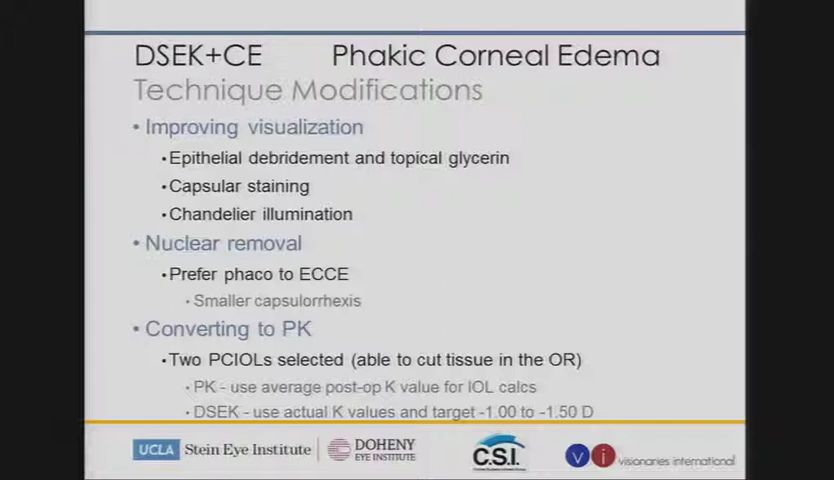 DSEK+CE Phakic Corneal Edema
Technique Modifications
• Improving visualization
• Epithelial debridement and topical glycerin
• Capsular staining
• Chandelier illumination
• Nuclear removal
• Prefer phaco to ECCE
• Smaller capsulorrhexis
• Converting to PK
• Two PCIOLs selected (able to cut tissue in the OR)
• PK - use average post-op K value for IOL calcs
• DSEK - use actual K values and target -1.00 to -1.50 D
UCLA Stein Eye Institute
DOHENY
EYE INSTITUTE
C.S.I.
vi visionaries international